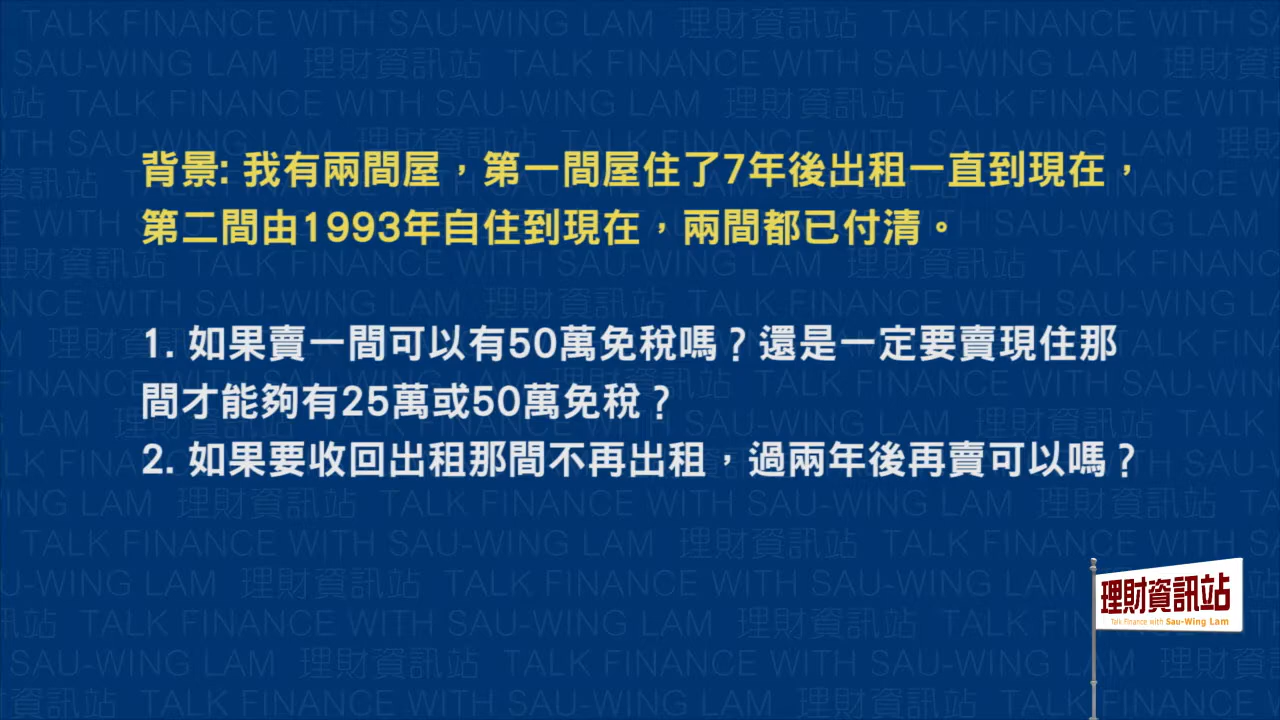 背景: 我有兩間屋，第一間屋住了7年後出租一直到現在，
第二間由1993年自住到現在，兩間都已付清。
1. 如果賣一間可以有50萬免稅嗎？還是一定要賣現住那
間才能夠有25萬或50萬免稅？
2. 如果要收回出租那間不再出租，過兩年後再賣可以嗎？
理財資訊站
Talk Finance with Sau-Wing Lam